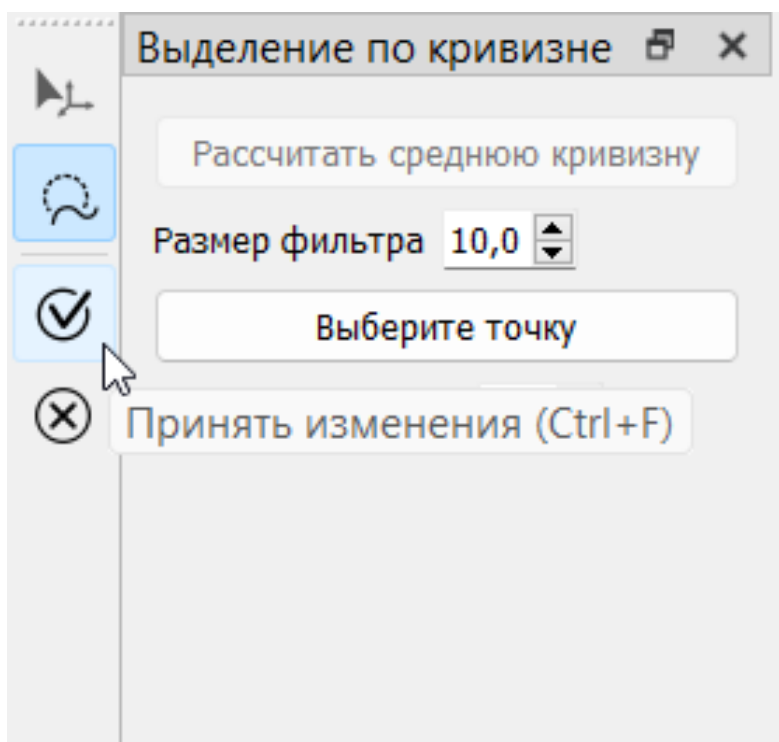 Выделение по кривизне
Рассчитать среднюю кривизну
Размер фильтра 10,0
Выберите точку
Принять изменения (Ctrl+F)